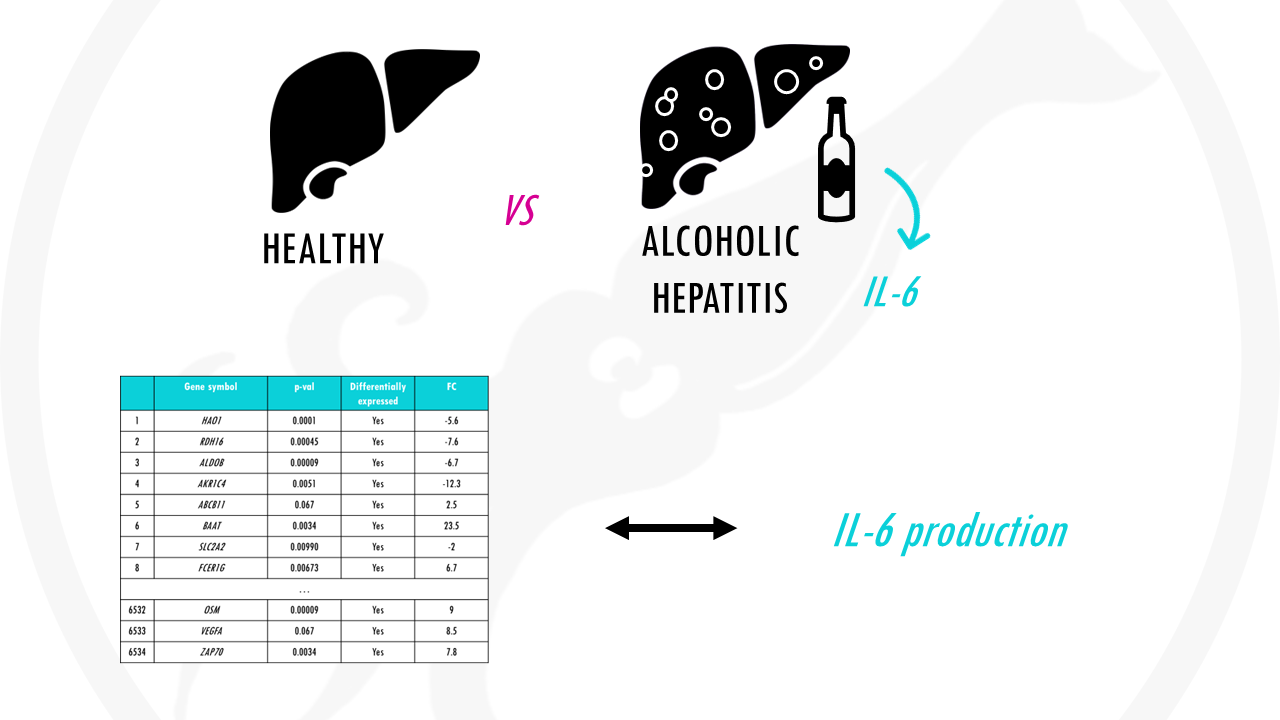 VS
HEALTHY
ALCOHOLIC
HEPATITIS
IL-6
Gene symbol p-val Differentially expressed FC
1 HAO1 0.0001 Yes -5.6
2 RDH16 0.00045 Yes -7.6
3 ALDOB 0.00009 Yes -6.7
4 AKR1C4 0.0051 Yes -12.3
5 ABCB11 0.067 Yes 2.5
6 BAAT 0.0034 Yes 23.5
7 SLC2A2 0.00990 Yes -2
8 FCER1G 0.00673 Yes 6.7
...
6532 OSM 0.00009 Yes 9
6533 VEGFA 0.067 Yes 8.5
6534 ZAP70 0.0034 Yes 7.8
IL-6 production